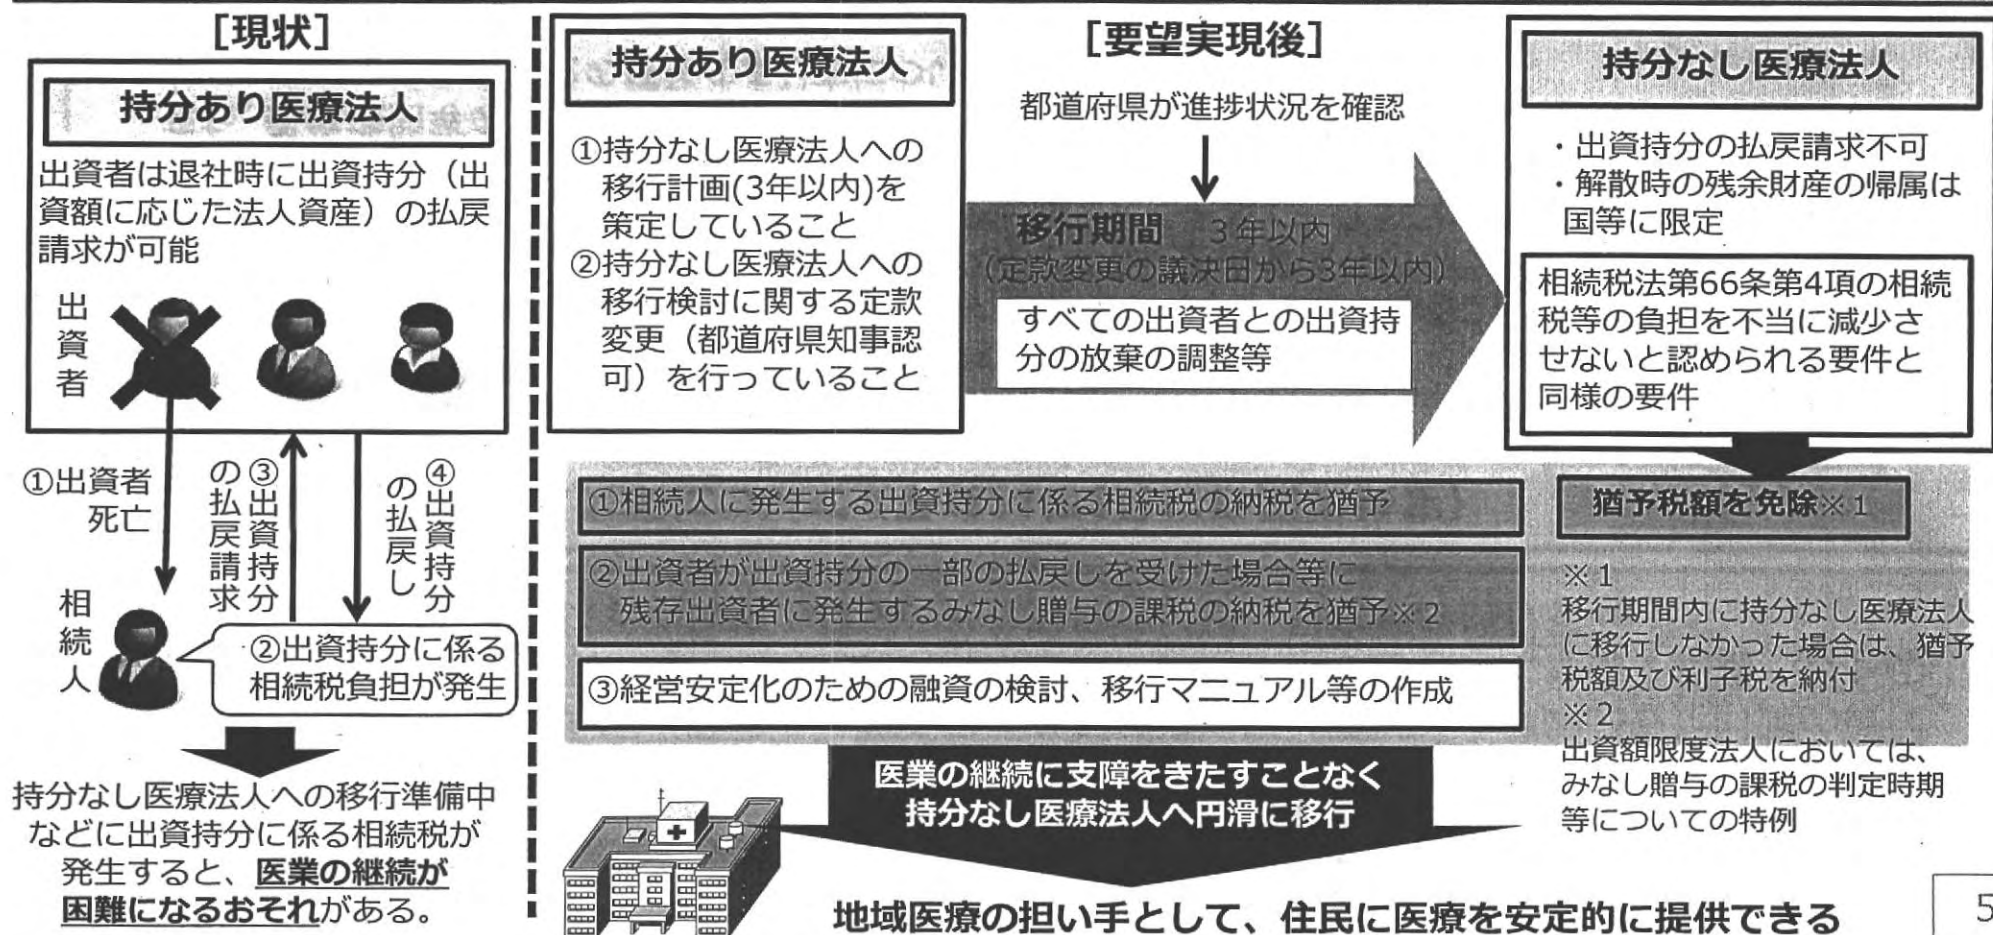 [現状]
持分あり医療法人
出資者は退社時に出資持分（出
資額に応じた法人資産）の払戻
請求が可能
出資者
①出資者
死亡
③出資持分
の払戻請求
④出資持分
の払戻し
相続人
②出資持分に係る
相続税負担が発生
持分なし医療法人への移行準備中
などに出資持分に係る相続税が
発生すると、医業の継続が
困難になるおそれがある。
持分あり医療法人
①持分なし医療法人への
移行計画(3年以内)を
策定していること
②持分なし医療法人への
移行検討に関する定款
変更（都道府県知事認
可）を行っていること
[要望実現後]
都道府県が進捗状況を確認
移行期間　３年以内
（定款変更の議決日から3年以内）
すべての出資者との出資持
分の放棄の調整等
持分なし医療法人
・出資持分の払戻請求不可
・解散時の残余財産の帰属は
国等に限定
相続税法第66条第4項の相続
税等の負担を不当に減少さ
せないと認められる要件と
同様の要件
①相続人に発生する出資持分に係る相続税の納税を猶予
②出資者が出資持分の一部の払戻しを受けた場合等に
残存出資者に発生するみなし贈与の課税の納税を猶予※２
③経営安定化のための融資の検討、移行マニュアル等の作成
猶予税額を免除※１
※１
移行期間内に持分なし医療法人
に移行しなかった場合は、猶予
税額及び利子税を納付
※２
出資額限度法人においては、
みなし贈与の課税の判定時期
等についての特例
医業の継続に支障をきたすことなく
持分なし医療法人へ円滑に移行
地域医療の担い手として、住民に医療を安定的に提供できる
5